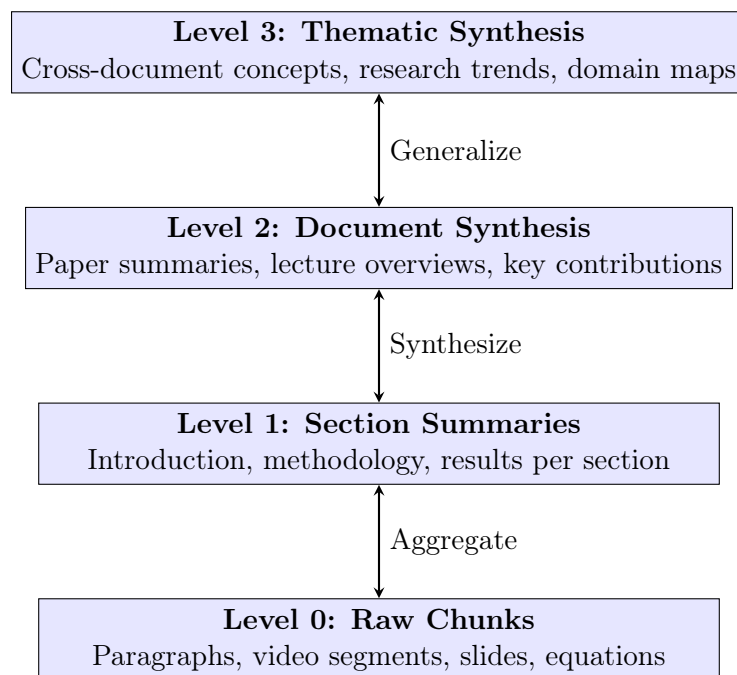 Level 3: Thematic Synthesis
Cross-document concepts, research trends, domain maps
Generalize
Level 2: Document Synthesis
Paper summaries, lecture overviews, key contributions
Synthesize
Level 1: Section Summaries
Introduction, methodology, results per section
Aggregate
Level 0: Raw Chunks
Paragraphs, video segments, slides, equations